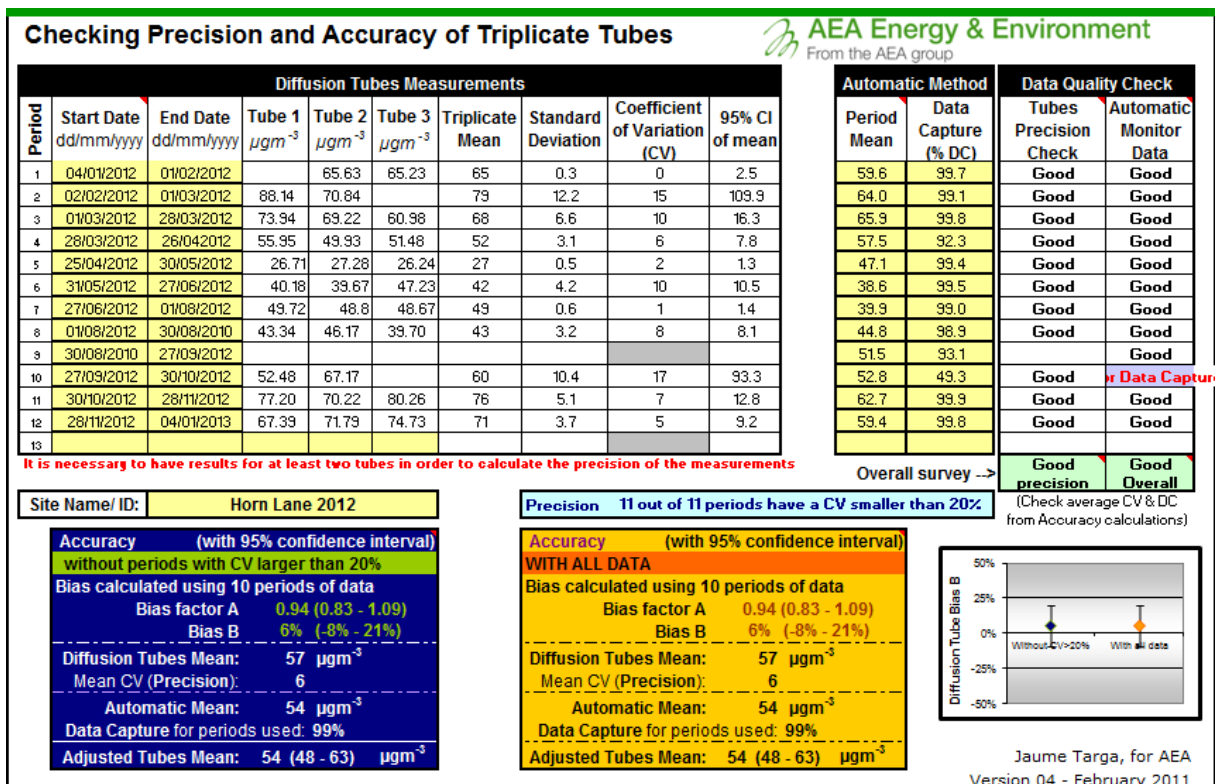 Checking Precision and Accuracy of Triplicate Tubes
AEA Energy & Environment
From the AEA group
Diffusion Tubes Measurements
Automatic Method
Data Quality Check
Period Start Date dd/mm/yyyy End Date dd/mm/yyyy Tube 1 µgm-3 Tube 2 µgm-3 Tube 3 µgm-3 Triplicate Mean Standard Deviation Coefficient of Variation (CV) 95% CI of mean Period Mean Data Capture (% DC) Tubes Precision Check Automatic Monitor Data
1 04/01/2012 01/02/2012 65.63 65.23 65 0.3 0 2.5 59.6 99.7 Good Good
2 02/02/2012 01/03/2012 88.14 70.84 79 12.2 15 109.9 64.0 99.1 Good Good
3 01/03/2012 28/03/2012 73.94 69.22 60.98 68 6.6 10 16.3 65.9 99.8 Good Good
4 28/03/2012 26/042012 55.95 49.93 51.48 52 3.1 6 7.8 57.5 92.3 Good Good
5 25/04/2012 30/05/2012 26.71 27.28 26.24 27 0.5 2 1.3 47.1 99.4 Good Good
6 31/05/2012 27/06/2012 40.18 39.67 47.23 42 4.2 10 10.5 38.6 99.5 Good Good
7 27/06/2012 01/08/2012 49.72 48.8 48.67 49 0.6 1 1.4 39.9 99.0 Good Good
8 01/08/2012 30/08/2010 43.34 46.17 39.70 43 3.2 8 8.1 44.8 98.9 Good Good
9 30/08/2010 27/09/2012 51.5 93.1 Good
10 27/09/2012 30/10/2012 52.48 67.17 60 10.4 17 93.3 52.8 49.3 Good or Data Capture
11 30/10/2012 28/11/2012 77.20 70.22 80.26 76 5.1 7 12.8 62.7 99.9 Good Good
12 28/11/2012 04/01/2013 67.39 71.79 74.73 71 3.7 5 9.2 59.4 99.8 Good Good
13
It is necessary to have results for at least two tubes in order to calculate the precision of the measurements
Overall survey --> Good precision Good Overall
Site Name/ ID: Horn Lane 2012
Precision 11 out of 11 periods have a CV smaller than 20%
(Check average CV & DC
from Accuracy calculations)
Accuracy (with 95% confidence interval)
without periods with CV larger than 20%
Bias calculated using 10 periods of data
Bias factor A 0.94 (0.83 - 1.09)
Bias B 6% (-8% - 21%)
Diffusion Tubes Mean: 57 µgm-3
Mean CV (Precision): 6
Automatic Mean: 54 µgm-3
Data Capture for periods used: 99%
Adjusted Tubes Mean: 54 (48 - 63) µgm-3
Accuracy (with 95% confidence interval)
WITH ALL DATA
Bias calculated using 10 periods of data
Bias factor A 0.94 (0.83 - 1.09)
Bias B 6% (-8% - 21%)
Diffusion Tubes Mean: 57 µgm-3
Mean CV (Precision): 6
Automatic Mean: 54 µgm-3
Data Capture for periods used: 99%
Adjusted Tubes Mean: 54 (48 - 63) µgm-3
Diffusion Tube Bias B
50%
25%
0%
-25%
-50%
Without CV>20% With all data
Jaume Targa, for AEA
Version 04 - February 2011